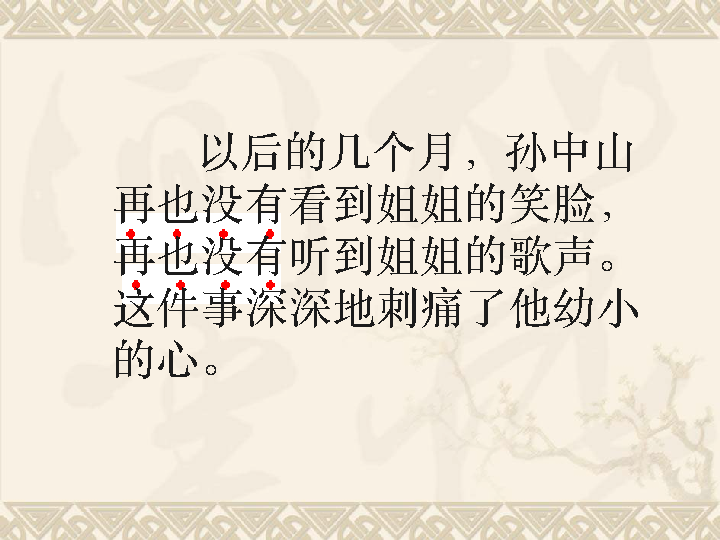 以后的几个月，孙中山
再也没有看到姐姐的笑脸，
再也没有听到姐姐的歌声。
这件事深深地刺痛了他幼小
的心。